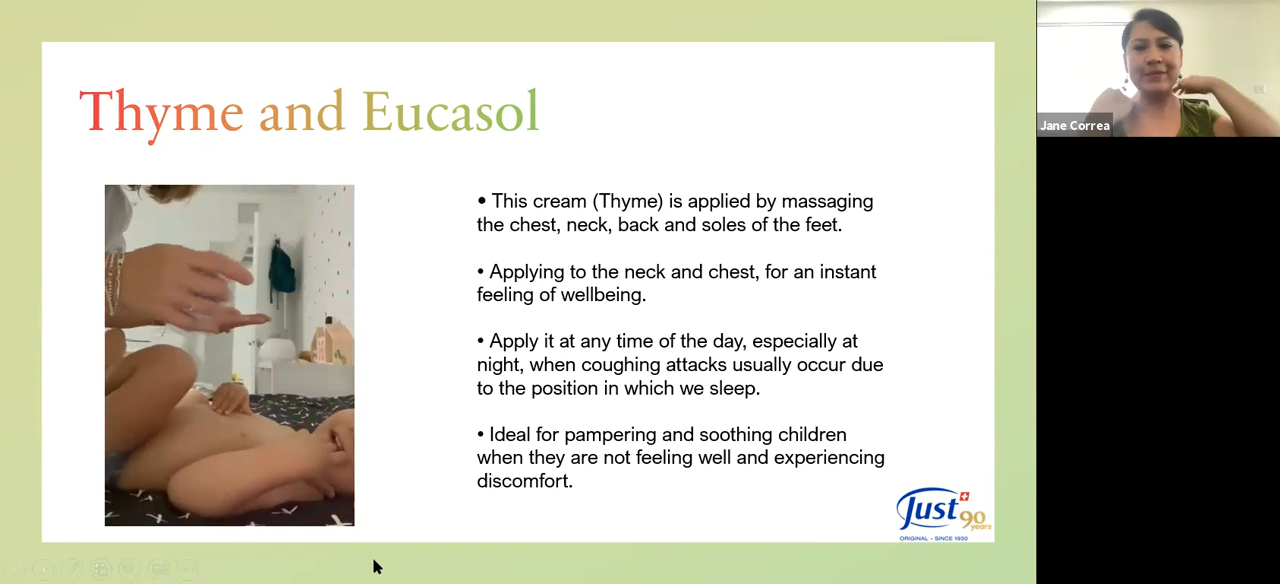 Thyme and Eucasol
• This cream (Thyme) is applied by massaging
the chest, neck, back and soles of the feet.
• Applying to the neck and chest, for an instant
feeling of wellbeing.
• Apply it at any time of the day, especially at
night, when coughing attacks usually occur due
to the position in which we sleep.
• Ideal for pampering and soothing children
when they are not feeling well and experiencing
discomfort.
Just
90
years
ORIGINAL – SINCE 1930
Jane Correa